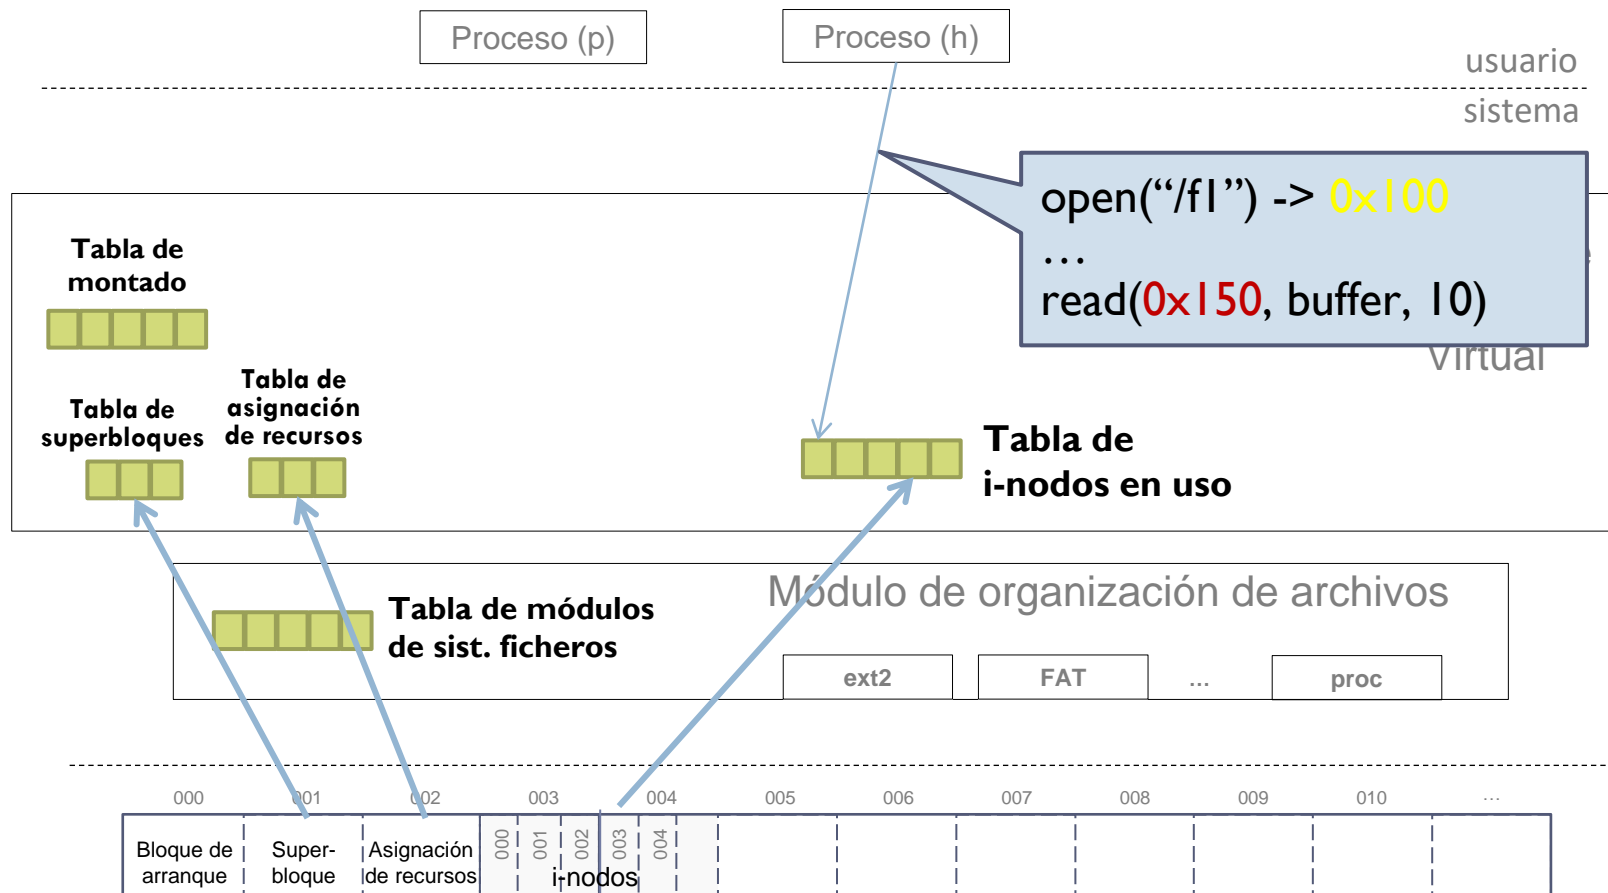 Proceso (p)
Proceso (h)
usuario
sistema
open(“/f1”) -> 0x100
…
read(0x150, buffer, 10)
Virtual
Tabla de
montado
Tabla de
superbloques
Tabla de
asignación
de recursos
Tabla de
i-nodos en uso
Módulo de organización de archivos
Tabla de módulos
de sist. ficheros
ext2
FAT
...
proc
000 001 002 003 004 005 006 007 008 009 010 ...
Bloque de
arranque
Super-
bloque
Asignación
de recursos
000 001 002 003 004
i-nodos